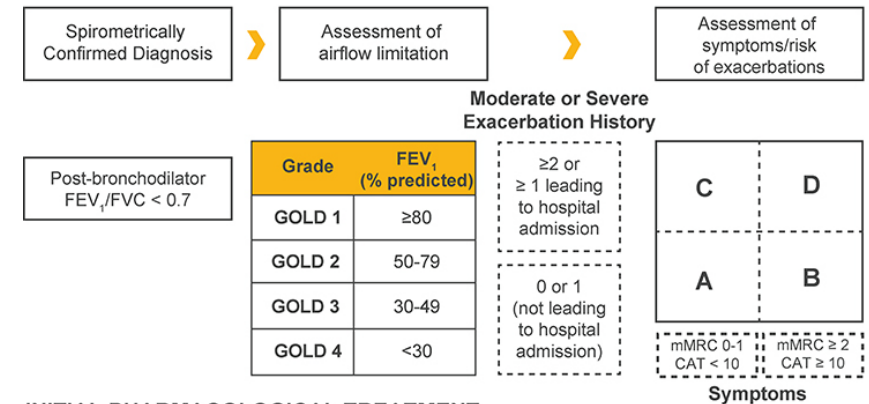 Spirometrically
Confirmed Diagnosis
Assessment of
airflow limitation
Assessment of
symptoms/risk
of exacerbations
Moderate or Severe
Exacerbation History
Post-bronchodilator
FEV₁/FVC < 0.7
Grade
FEV₁
(% predicted)
GOLD 1
≥80
GOLD 2
50-79
GOLD 3
30-49
GOLD 4
<30
≥2 or
≥ 1 leading
to hospital
admission
0 or 1
(not leading
to hospital
admission)
C
D
A
B
mMRC 0-1
CAT < 10
mMRC ≥ 2
CAT ≥ 10
Symptoms
INITIAL PHARMACOLOGICAL TREATMENT